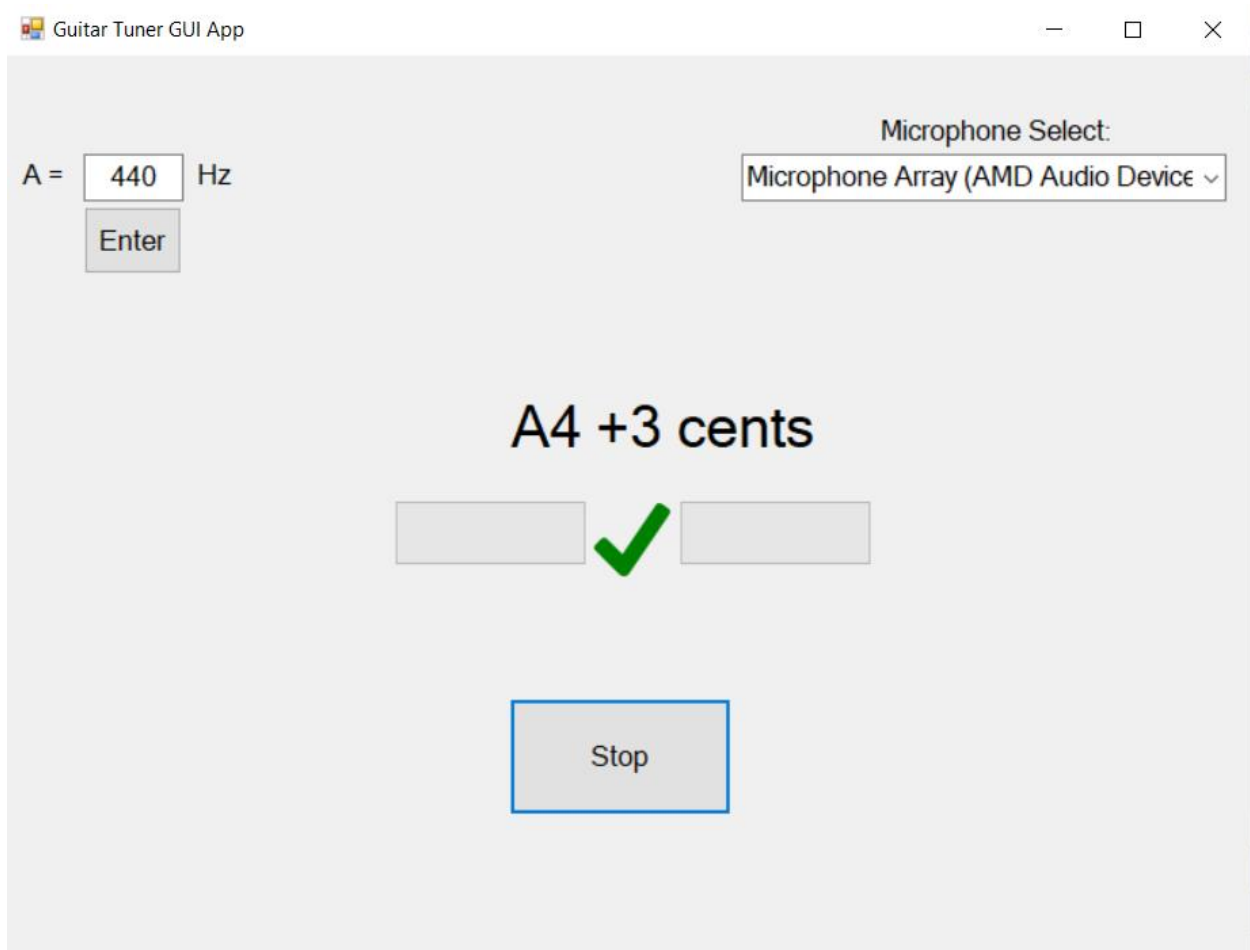 Guitar Tuner GUI App
Microphone Select:
A = 440 Hz
Microphone Array (AMD Audio Device
Enter
A4 +3 cents
Stop